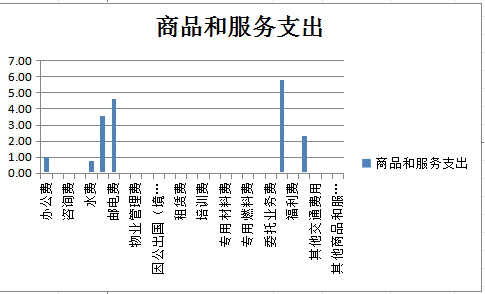 商品和服务支出
7.00
6.00
5.00
4.00
3.00
2.00
1.00
0.00
办公费
咨询费
水费
邮电费
物业管理费
因公出国（境…
租赁费
培训费
专用材料费
专用燃料费
委托业务费
福利费
其他交通费用
其他商品和服…
商品和服务支出